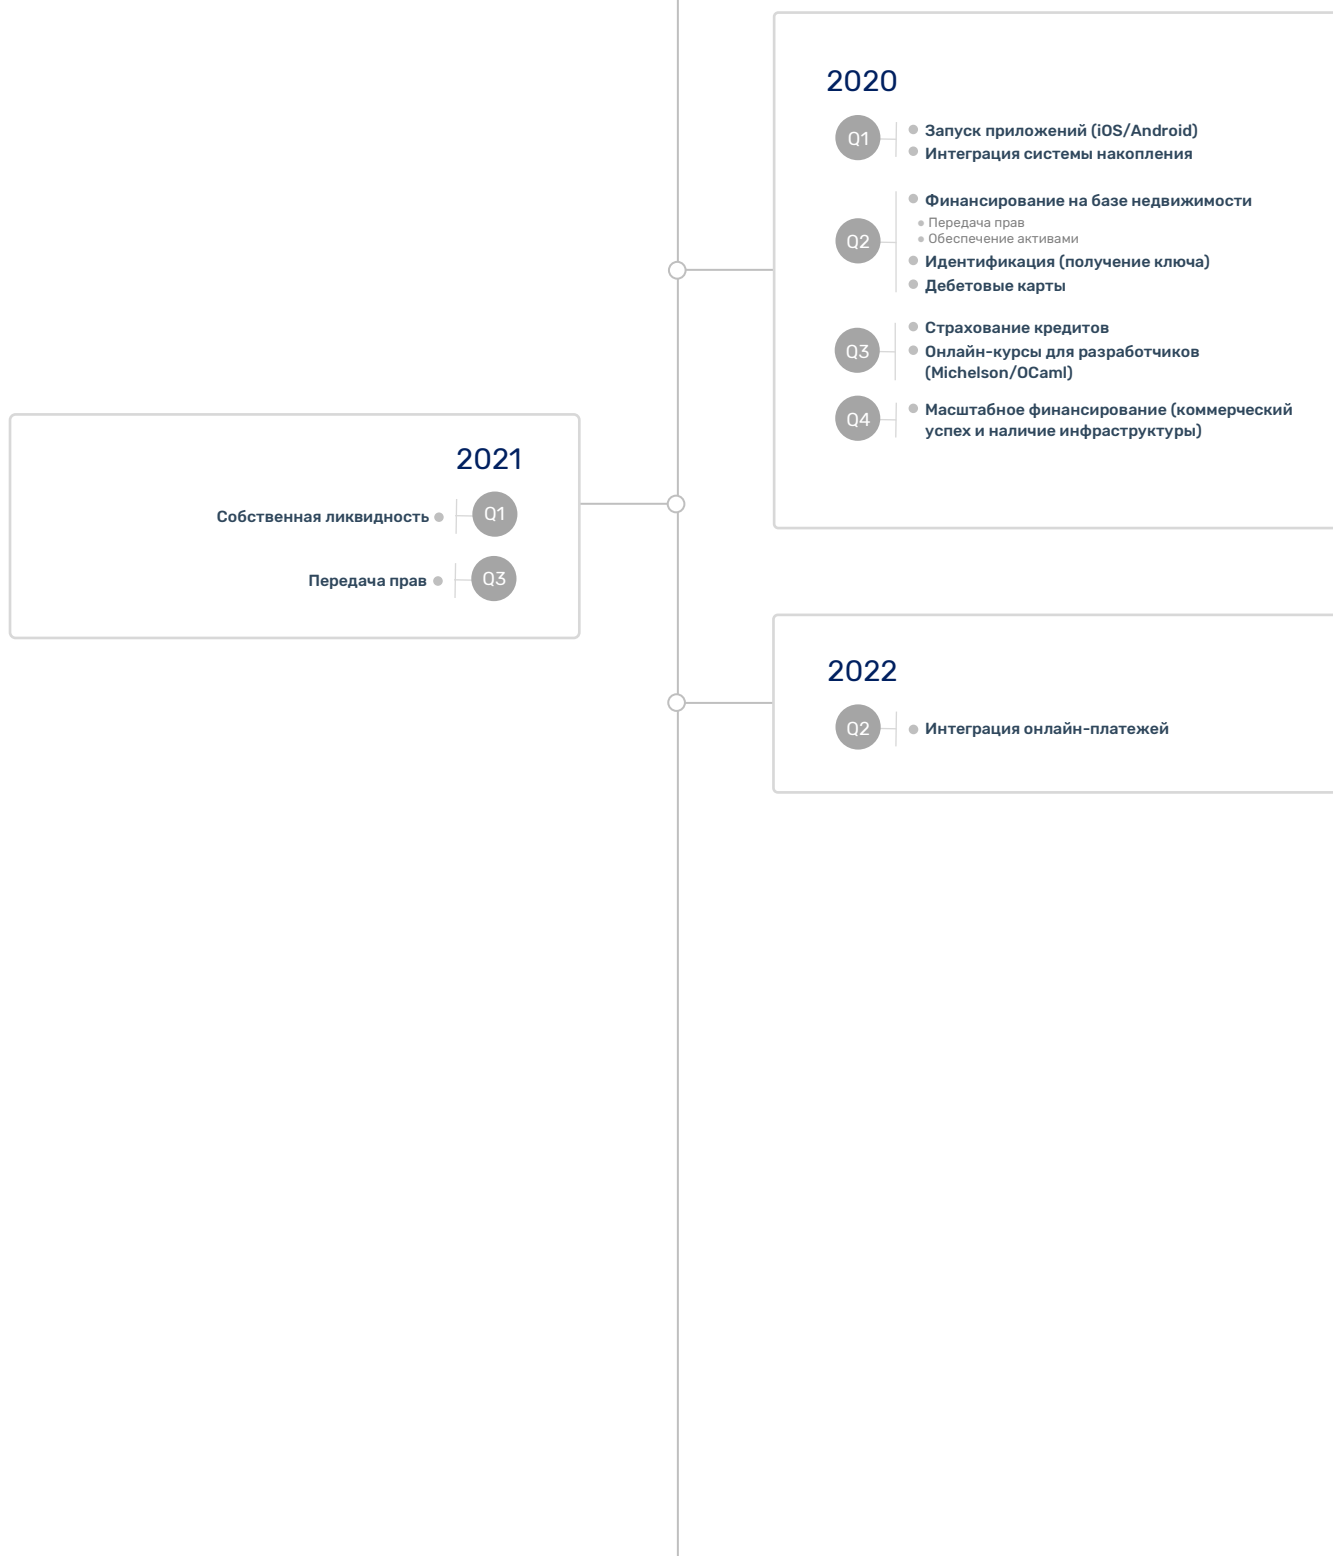 2020
Q1
Запуск приложений (iOS/Android)
Интеграция системы накопления
Q2
Финансирование на базе недвижимости
Передача прав
Обеспечение активами
Идентификация (получение ключа)
Дебетовые карты
Q3
Страхование кредитов
Онлайн-курсы для разработчиков
(Michelson/OCaml)
Q4
Масштабное финансирование (коммерческий
успех и наличие инфраструктуры)
2021
Собственная ликвидность
Q1
Передача прав
Q3
2022
Q2
Интеграция онлайн-платежей